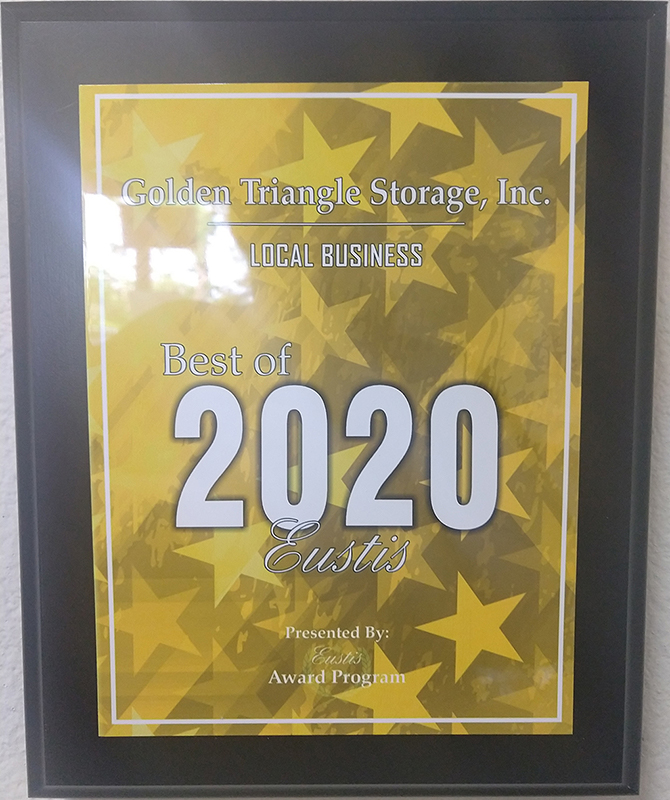 Golden Triangle Storage, Inc.
LOCAL BUSINESS
Best of
2020
Eustis
Presented By:
Eustis
Award Program